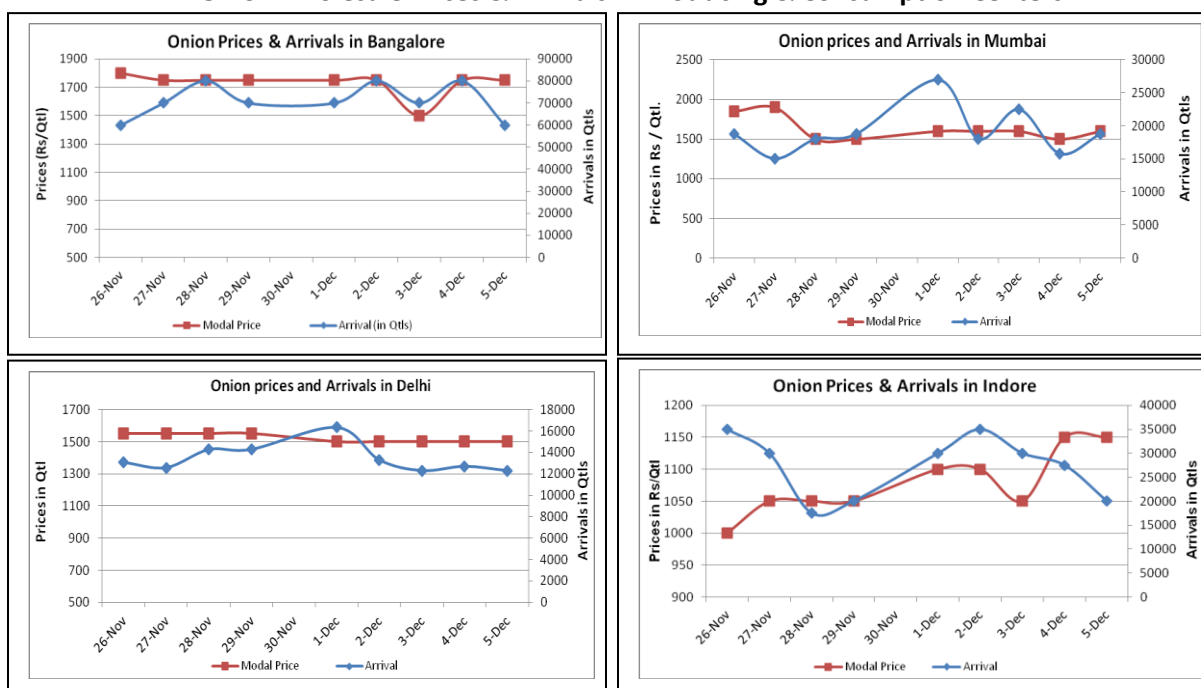 Onion Prices & Arrivals in Bangalore
Prices (Rs/Qtl)
1900
1700
1500
1300
1100
900
700
500
90000
80000
70000
60000
50000
40000
30000
20000
10000
0
Arrivals in Qtls
26-Nov
27-Nov
28-Nov
29-Nov
30-Nov
1-Dec
2-Dec
3-Dec
4-Dec
5-Dec
Modal Price
Arrival (in Qtls)
Onion prices and Arrivals in Mumbai
Prices in Rs / Qtl.
2500
2000
1500
1000
500
0
30000
25000
20000
15000
10000
5000
0
Arrivals in Qtls
26-Nov
27-Nov
28-Nov
29-Nov
30-Nov
1-Dec
2-Dec
3-Dec
4-Dec
5-Dec
Modal Price
Arrival
Onion prices and Arrivals in Delhi
Prices in Qtl
1700
1500
1300
1100
900
700
500
18000
16000
14000
12000
10000
8000
6000
4000
2000
0
Arrivals in Qtls
26-Nov
27-Nov
28-Nov
29-Nov
30-Nov
1-Dec
2-Dec
3-Dec
4-Dec
5-Dec
Modal Price
Arrival
Onion Prices & Arrivals in Indore
Prices in Rs/Qtl
1200
1150
1100
1050
1000
950
900
40000
35000
30000
25000
20000
15000
10000
5000
0
Arrivals in Qtls
26-Nov
27-Nov
28-Nov
29-Nov
30-Nov
1-Dec
2-Dec
3-Dec
4-Dec
5-Dec
Modal Price
Arrival